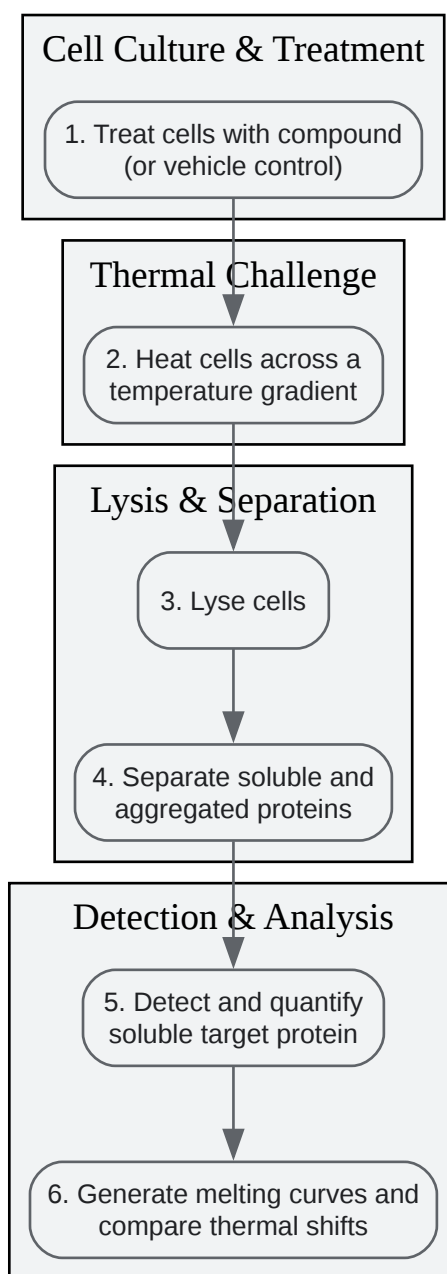 Cell Culture & Treatment
1. Treat cells with compound
(or vehicle control)
Thermal Challenge
2. Heat cells across a
temperature gradient
Lysis & Separation
3. Lyse cells
4. Separate soluble and
aggregated proteins
Detection & Analysis
5. Detect and quantify
soluble target protein
6. Generate melting curves and
compare thermal shifts